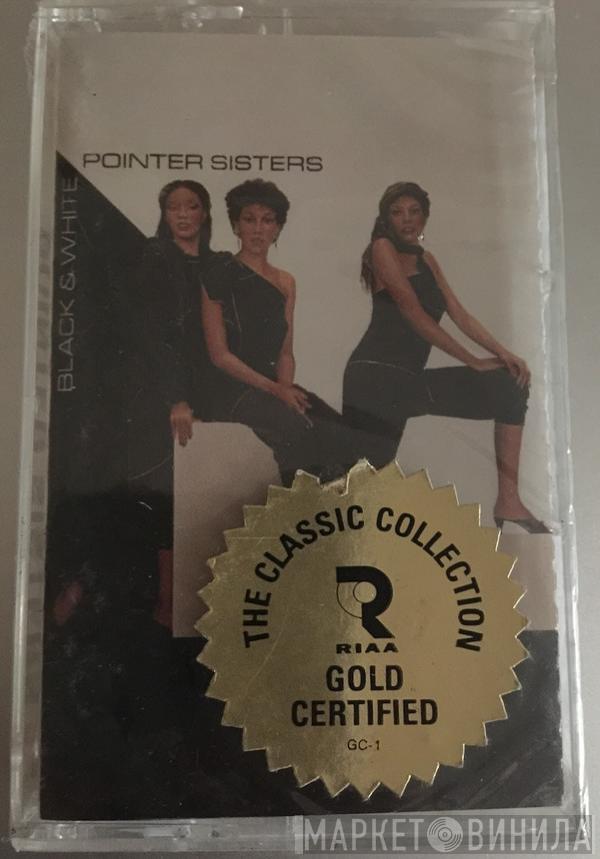 POINTER SISTERS
BLACK & WHITE
THE CLASSIC COLLECTION
RIAA
GOLD
CERTIFIED
GC-1
МАРКЕТ ВИНИЛА